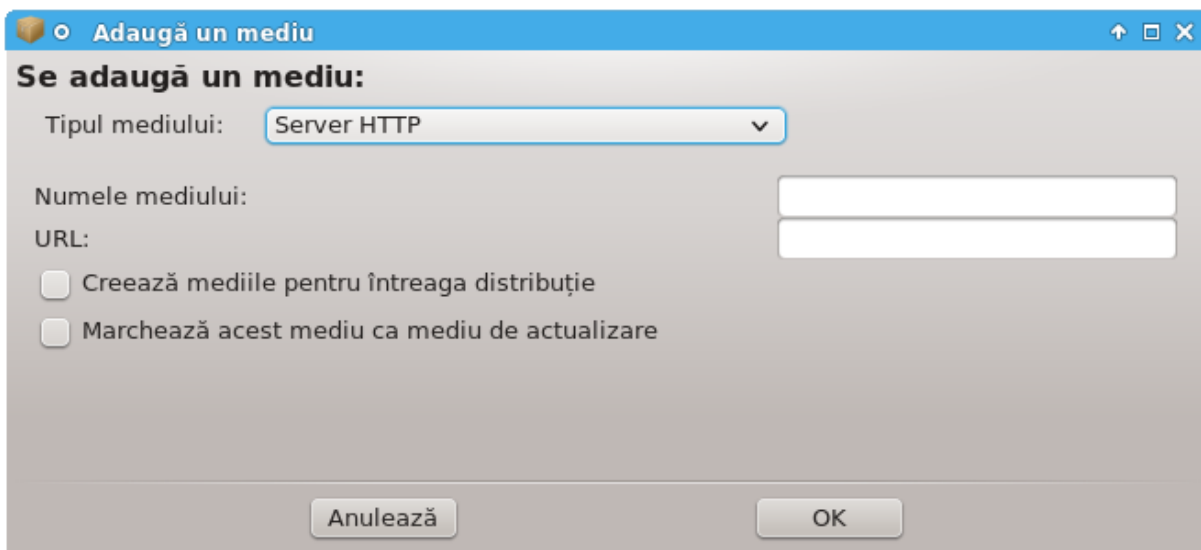 Adaugă un mediu
Se adaugă un mediu:
Tipul mediului: Server HTTP
Numele mediului:
URL:
Creează mediile pentru întreaga distribuție
Marchează acest mediu ca mediu de actualizare
Anulează OK